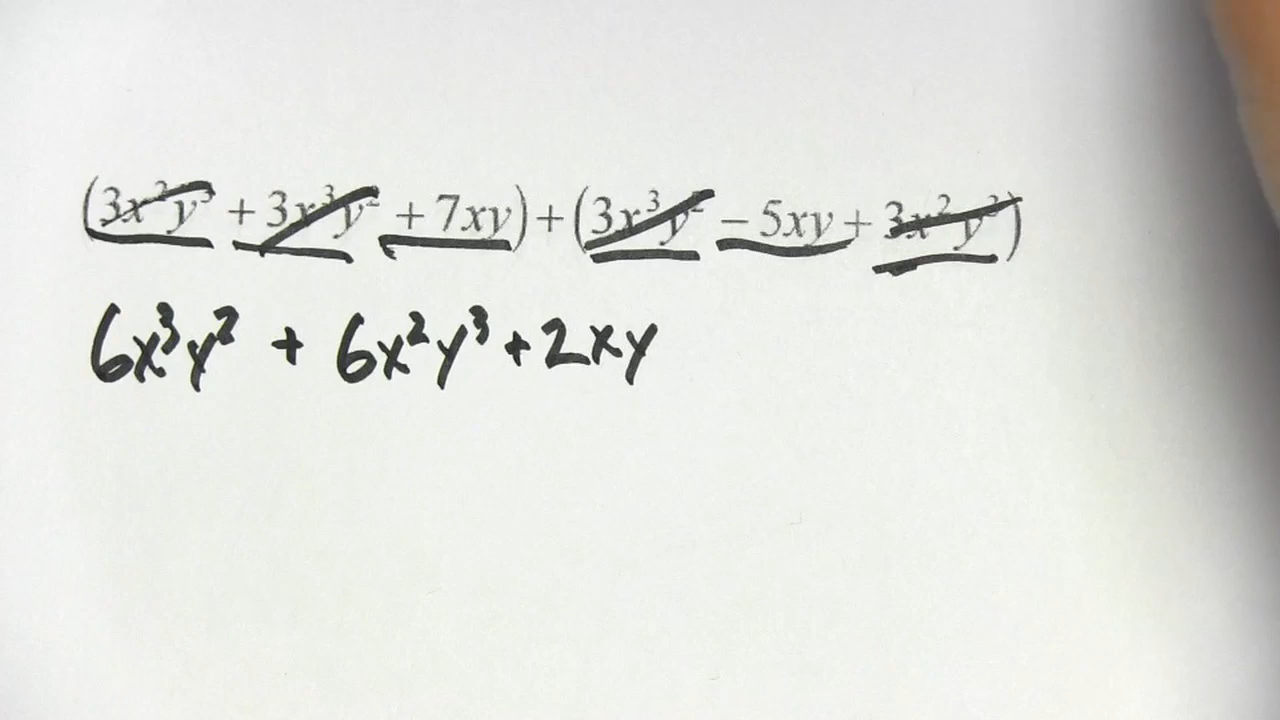 (3x²y³ + 3x³y² + 7xy) + (3x³y² − 5xy + 3x²y³)
6x³y² + 6x²y³ + 2xy